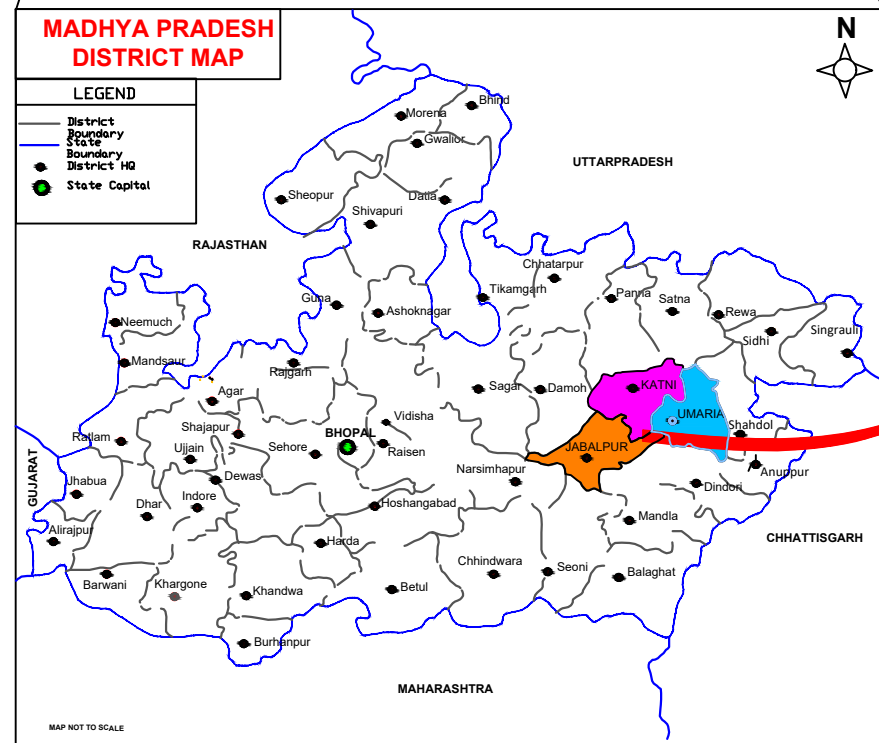 MADHYA PRADESH
DISTRICT MAP
N
LEGEND
District
Boundary
State
Boundary
District HQ
State Capital
Bhind
Morena
Gwalior
UTTARPRADESH
Sheopur
Datia
Shivapuri
RAJASTHAN
Chhatarpur
Tikamgarh
Panna
Satna
Guna
Ashoknagar
Rewa
Neemuch
Sidhi
Singrauli
Mandsaur
Rajgarh
Agar
Sagar
Damoh
KATNI
UMARIA
Vidisha
Shajapur
BHOPAL
Shahdol
Ratlam
Ujjain
Sehore
Raisen
JABALPUR
Anuppur
GUJARAT
Jhabua
Dewas
Narsimhapur
Dindori
Indore
Dhar
Hoshangabad
Mandla
Alirajpur
Harda
CHHATTISGARH
Chhindwara
Seoni
Balaghat
Barwani
Khargone
Khandwa
Betul
Burhanpur
MAHARASHTRA
MAP NOT TO SCALE